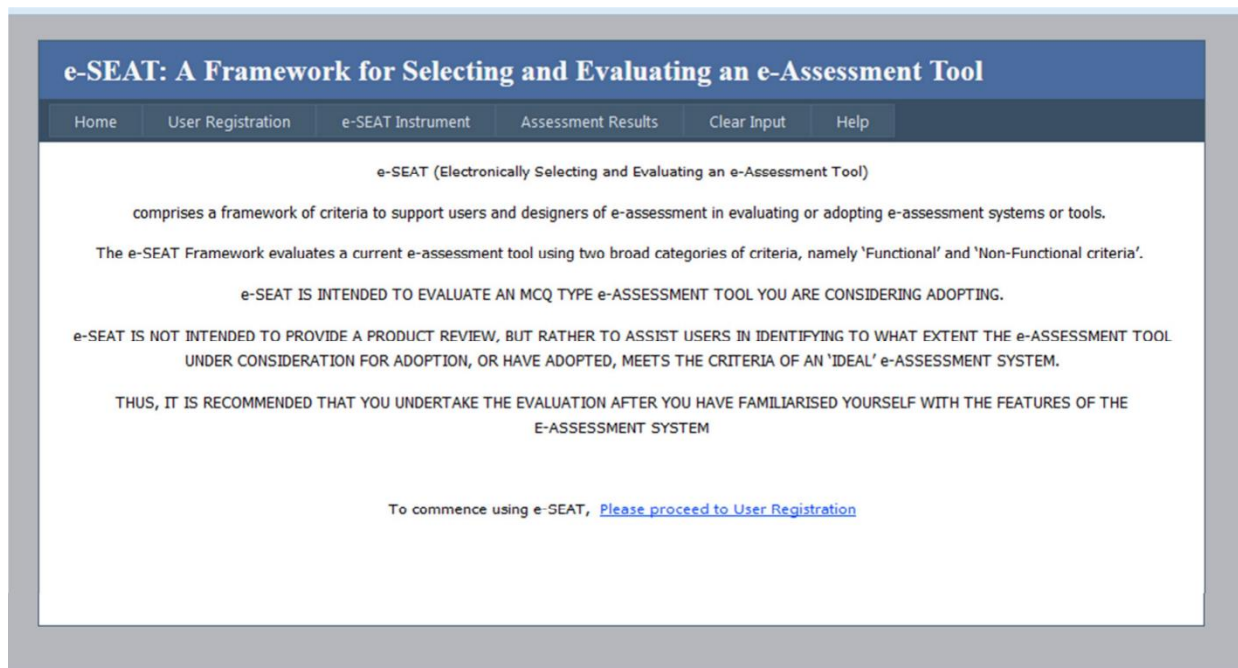 e-SEAT: A Framework for Selecting and Evaluating an e-Assessment Tool
Home User Registration e-SEAT Instrument Assessment Results Clear Input Help
e-SEAT (Electronically Selecting and Evaluating an e-Assessment Tool)
comprises a framework of criteria to support users and designers of e-assessment in evaluating or adopting e-assessment systems or tools.
The e-SEAT Framework evaluates a current e-assessment tool using two broad categories of criteria, namely ‘Functional’ and ‘Non-Functional criteria’.
e-SEAT IS INTENDED TO EVALUATE AN MCQ TYPE e-ASSESSMENT TOOL YOU ARE CONSIDERING ADOPTING.
e-SEAT IS NOT INTENDED TO PROVIDE A PRODUCT REVIEW, BUT RATHER TO ASSIST USERS IN IDENTIFYING TO WHAT EXTENT THE e-ASSESSMENT TOOL
UNDER CONSIDERATION FOR ADOPTION, OR HAVE ADOPTED, MEETS THE CRITERIA OF AN ‘IDEAL’ e-ASSESSMENT SYSTEM.
THUS, IT IS RECOMMENDED THAT YOU UNDERTAKE THE EVALUATION AFTER YOU HAVE FAMILIARISED YOURSELF WITH THE FEATURES OF THE
E-ASSESSMENT SYSTEM
To commence using e-SEAT, Please proceed to User Registration